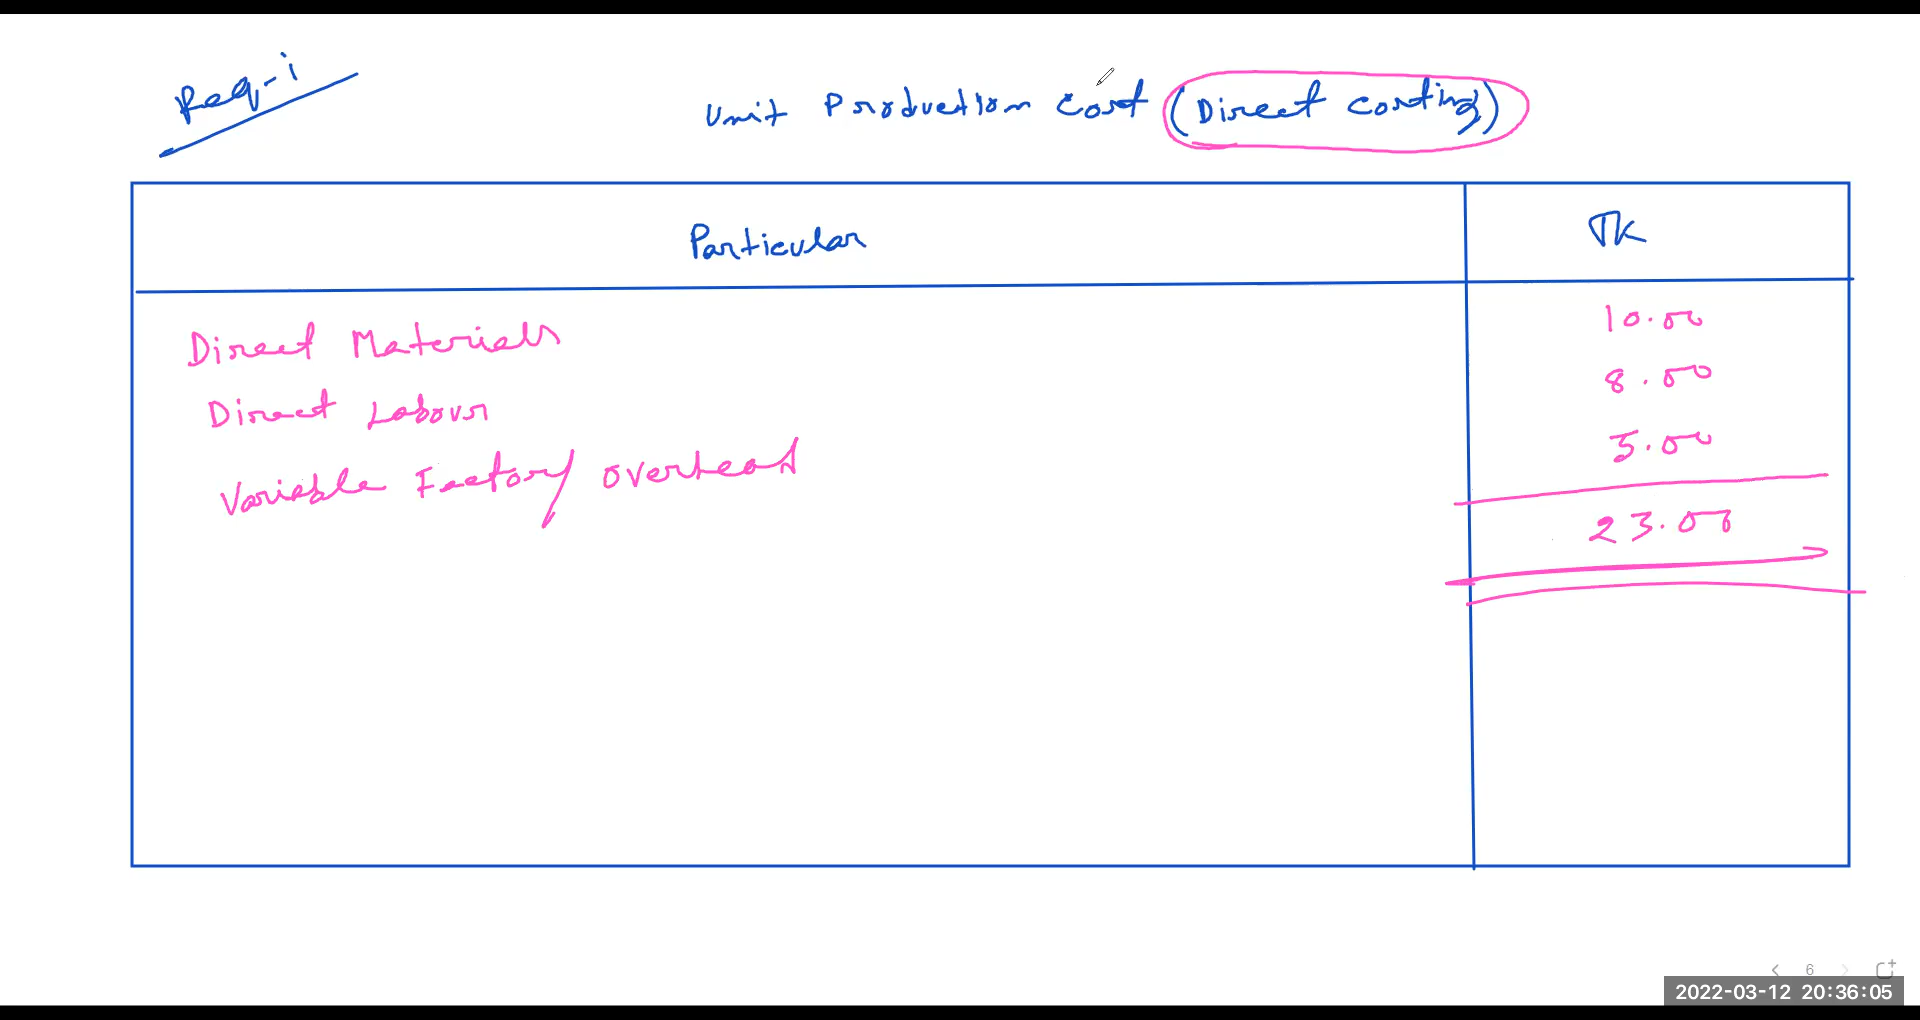 Req-i
Unit Production Cost (Direct Costing)
Particular Tk
Direct Materials 10.00
Direct Labour 8.00
Variable Factory Overhead 5.00
23.00
6
2022-03-12 20:36:05